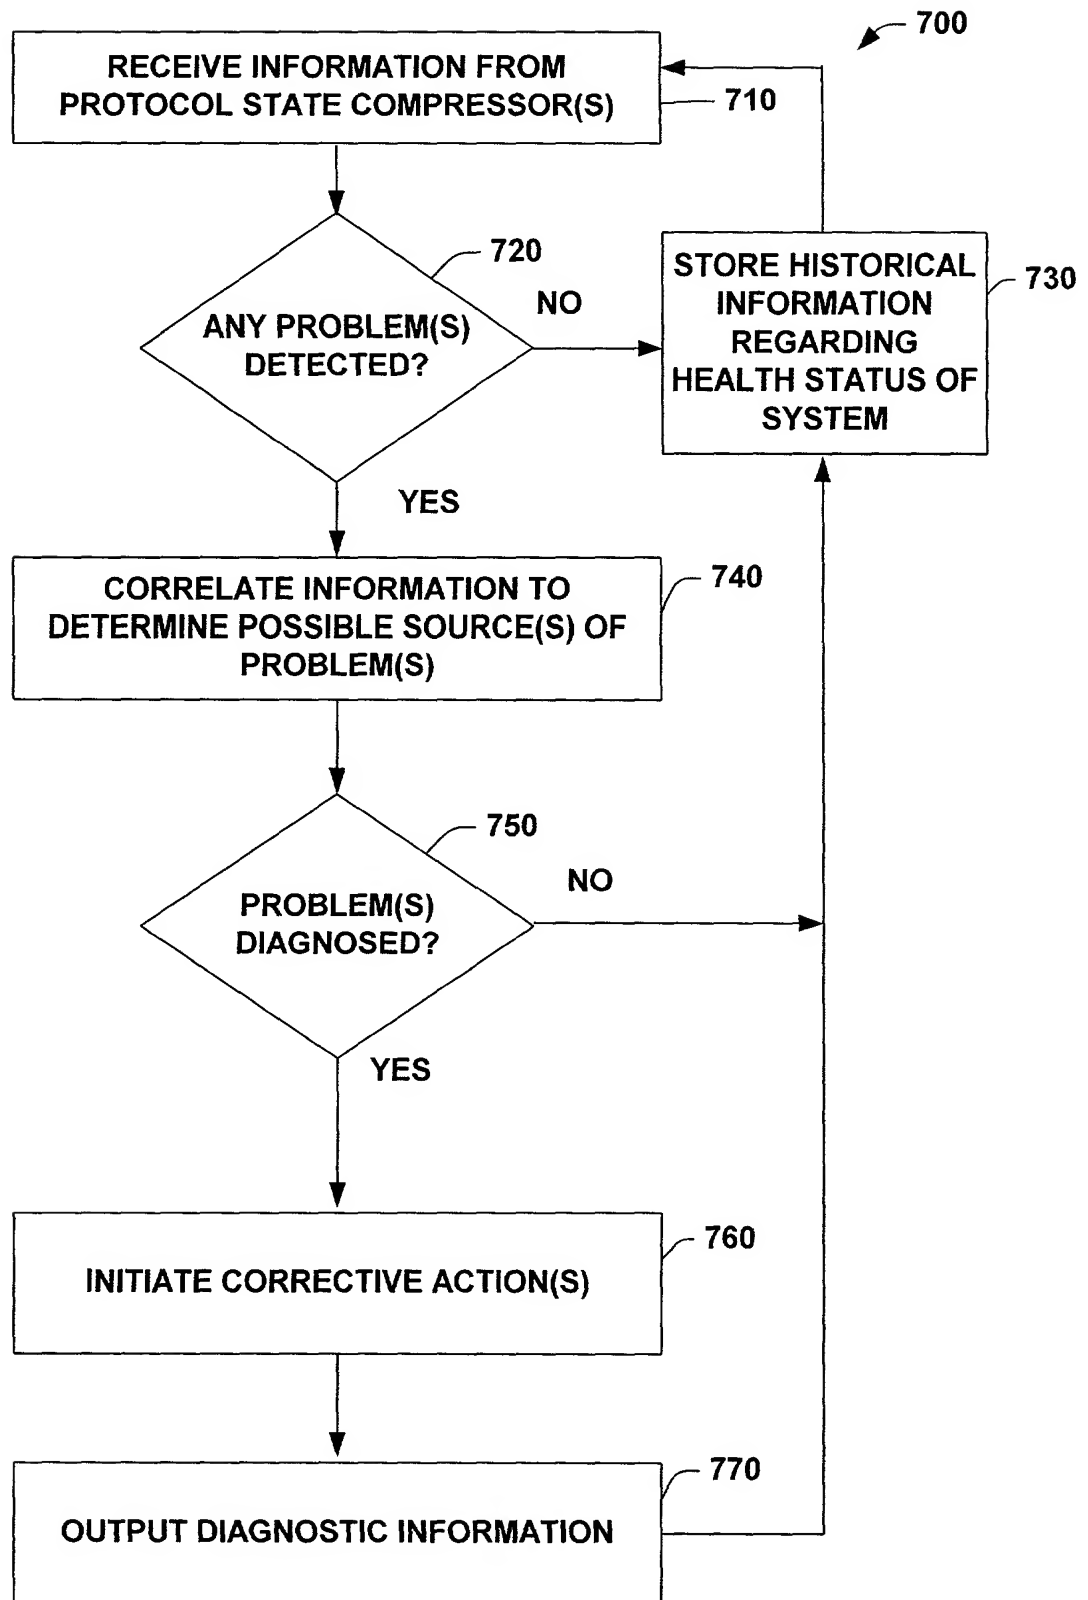 700
RECEIVE INFORMATION FROM
PROTOCOL STATE COMPRESSOR(S)
710
720
ANY PROBLEM(S)
DETECTED?
NO
STORE HISTORICAL
INFORMATION
REGARDING
HEALTH STATUS OF
SYSTEM
730
YES
CORRELATE INFORMATION TO
DETERMINE POSSIBLE SOURCE(S) OF
PROBLEM(S)
740
750
PROBLEM(S)
DIAGNOSED?
NO
YES
INITIATE CORRECTIVE ACTION(S)
760
OUTPUT DIAGNOSTIC INFORMATION
770